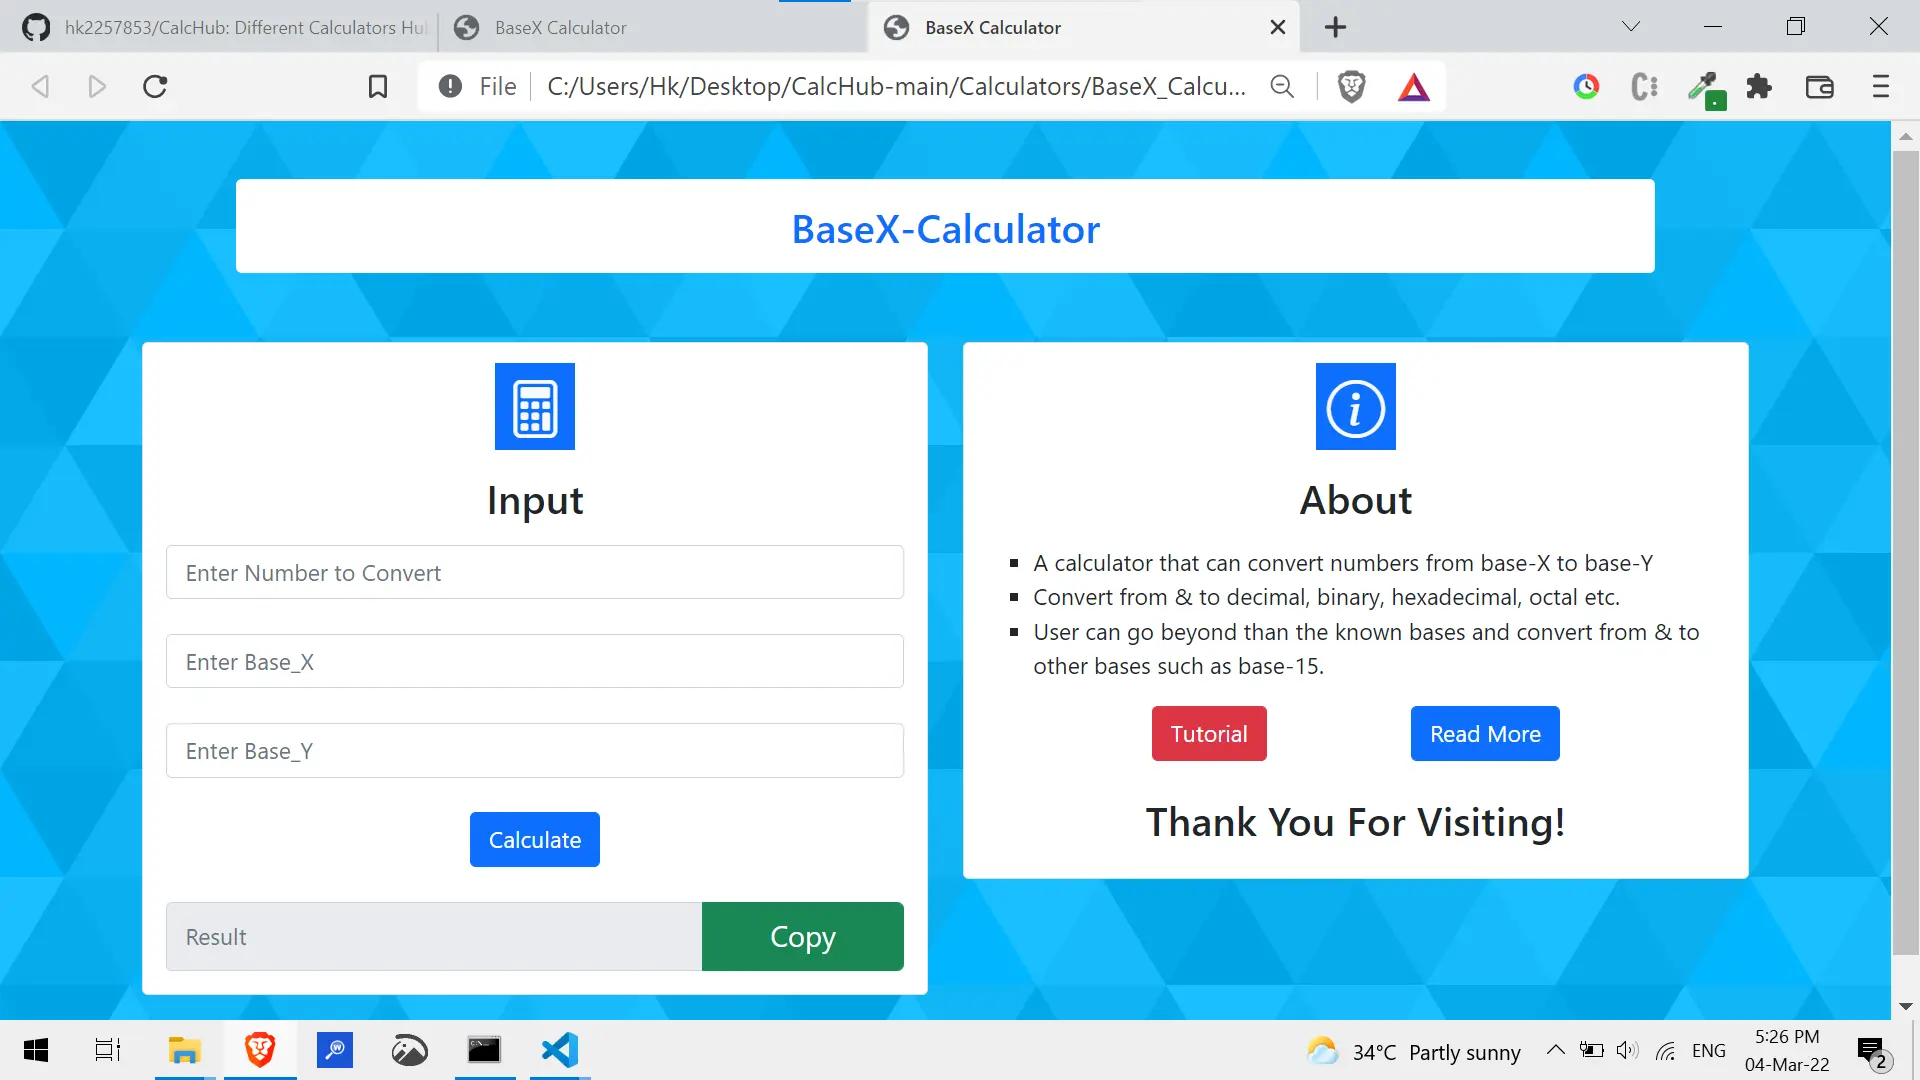 hk2257853/CalcHub: Different Calculators Hu
BaseX Calculator
BaseX Calculator
File
C:/Users/Hk/Desktop/CalcHub-main/Calculators/BaseX_Calcu...
BaseX-Calculator
Input
Enter Number to Convert
Enter Base_X
Enter Base_Y
Calculate
Result
Copy
About
A calculator that can convert numbers from base-X to base-Y
Convert from & to decimal, binary, hexadecimal, octal etc.
User can go beyond than the known bases and convert from & to
other bases such as base-15.
Tutorial
Read More
Thank You For Visiting!
34°C Partly sunny
ENG
5:26 PM
04-Mar-22
2